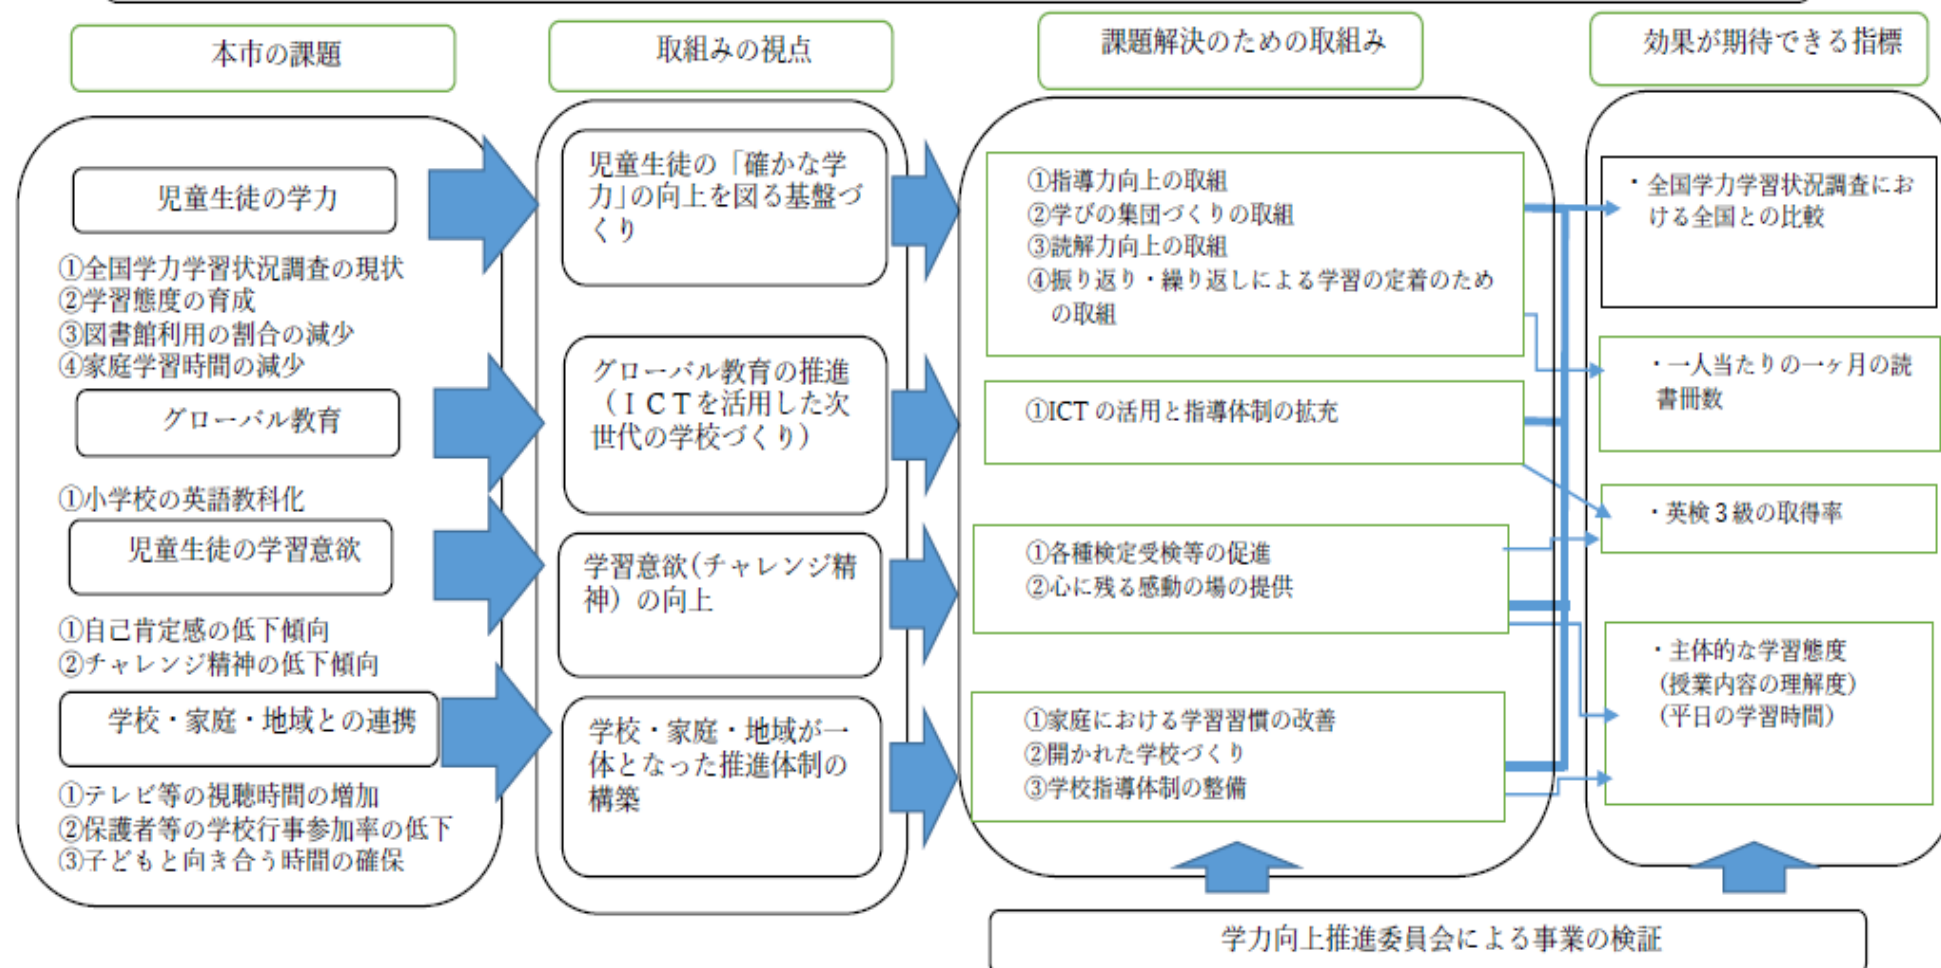 本市の課題
児童生徒の学力
①全国学力学習状況調査の現状
②学習態度の育成
③図書館利用の割合の減少
④家庭学習時間の減少
グローバル教育
①小学校の英語教科化
児童生徒の学習意欲
①自己肯定感の低下傾向
②チャレンジ精神の低下傾向
学校・家庭・地域との連携
①テレビ等の視聴時間の増加
②保護者等の学校行事参加率の低下
③子どもと向き合う時間の確保
取組みの視点
児童生徒の「確かな学
力」の向上を図る基盤づ
くり
グローバル教育の推進
（ＩＣＴを活用した次
世代の学校づくり）
学習意欲(チャレンジ精
神）の向上
学校・家庭・地域が一
体となった推進体制の
構築
課題解決のための取組み
①指導力向上の取組
②学びの集団づくりの取組
③読解力向上の取組
④振り返り・繰り返しによる学習の定着のため
の取組
①ICT の活用と指導体制の拡充
①各種検定受検等の促進
②心に残る感動の場の提供
①家庭における学習習慣の改善
②開かれた学校づくり
③学校指導体制の整備
効果が期待できる指標
・全国学力学習状況調査にお
ける全国との比較
・一人当たりの一ヶ月の読
書冊数
・英検３級の取得率
・主体的な学習態度
（授業内容の理解度）
（平日の学習時間）
学力向上推進委員会による事業の検証